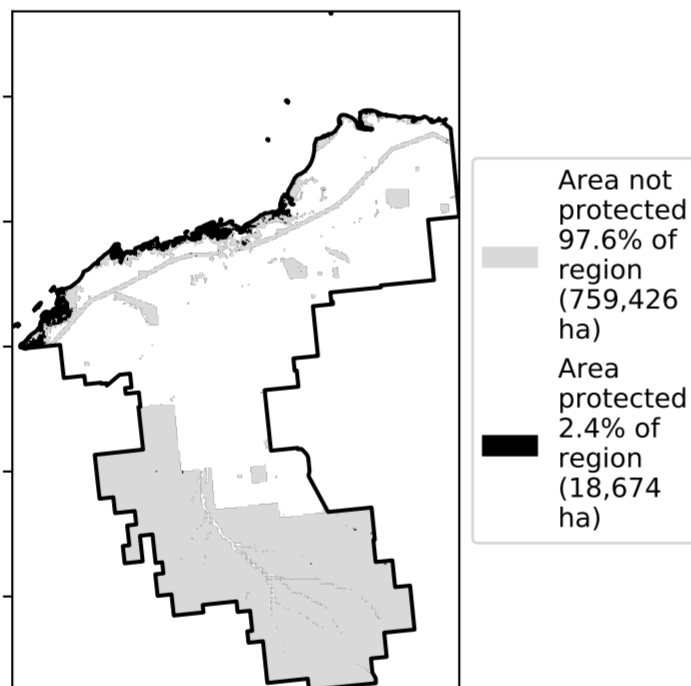 Area not
protected
97.6% of
region
(759,426
ha)
Area
protected
2.4% of
region
(18,674
ha)